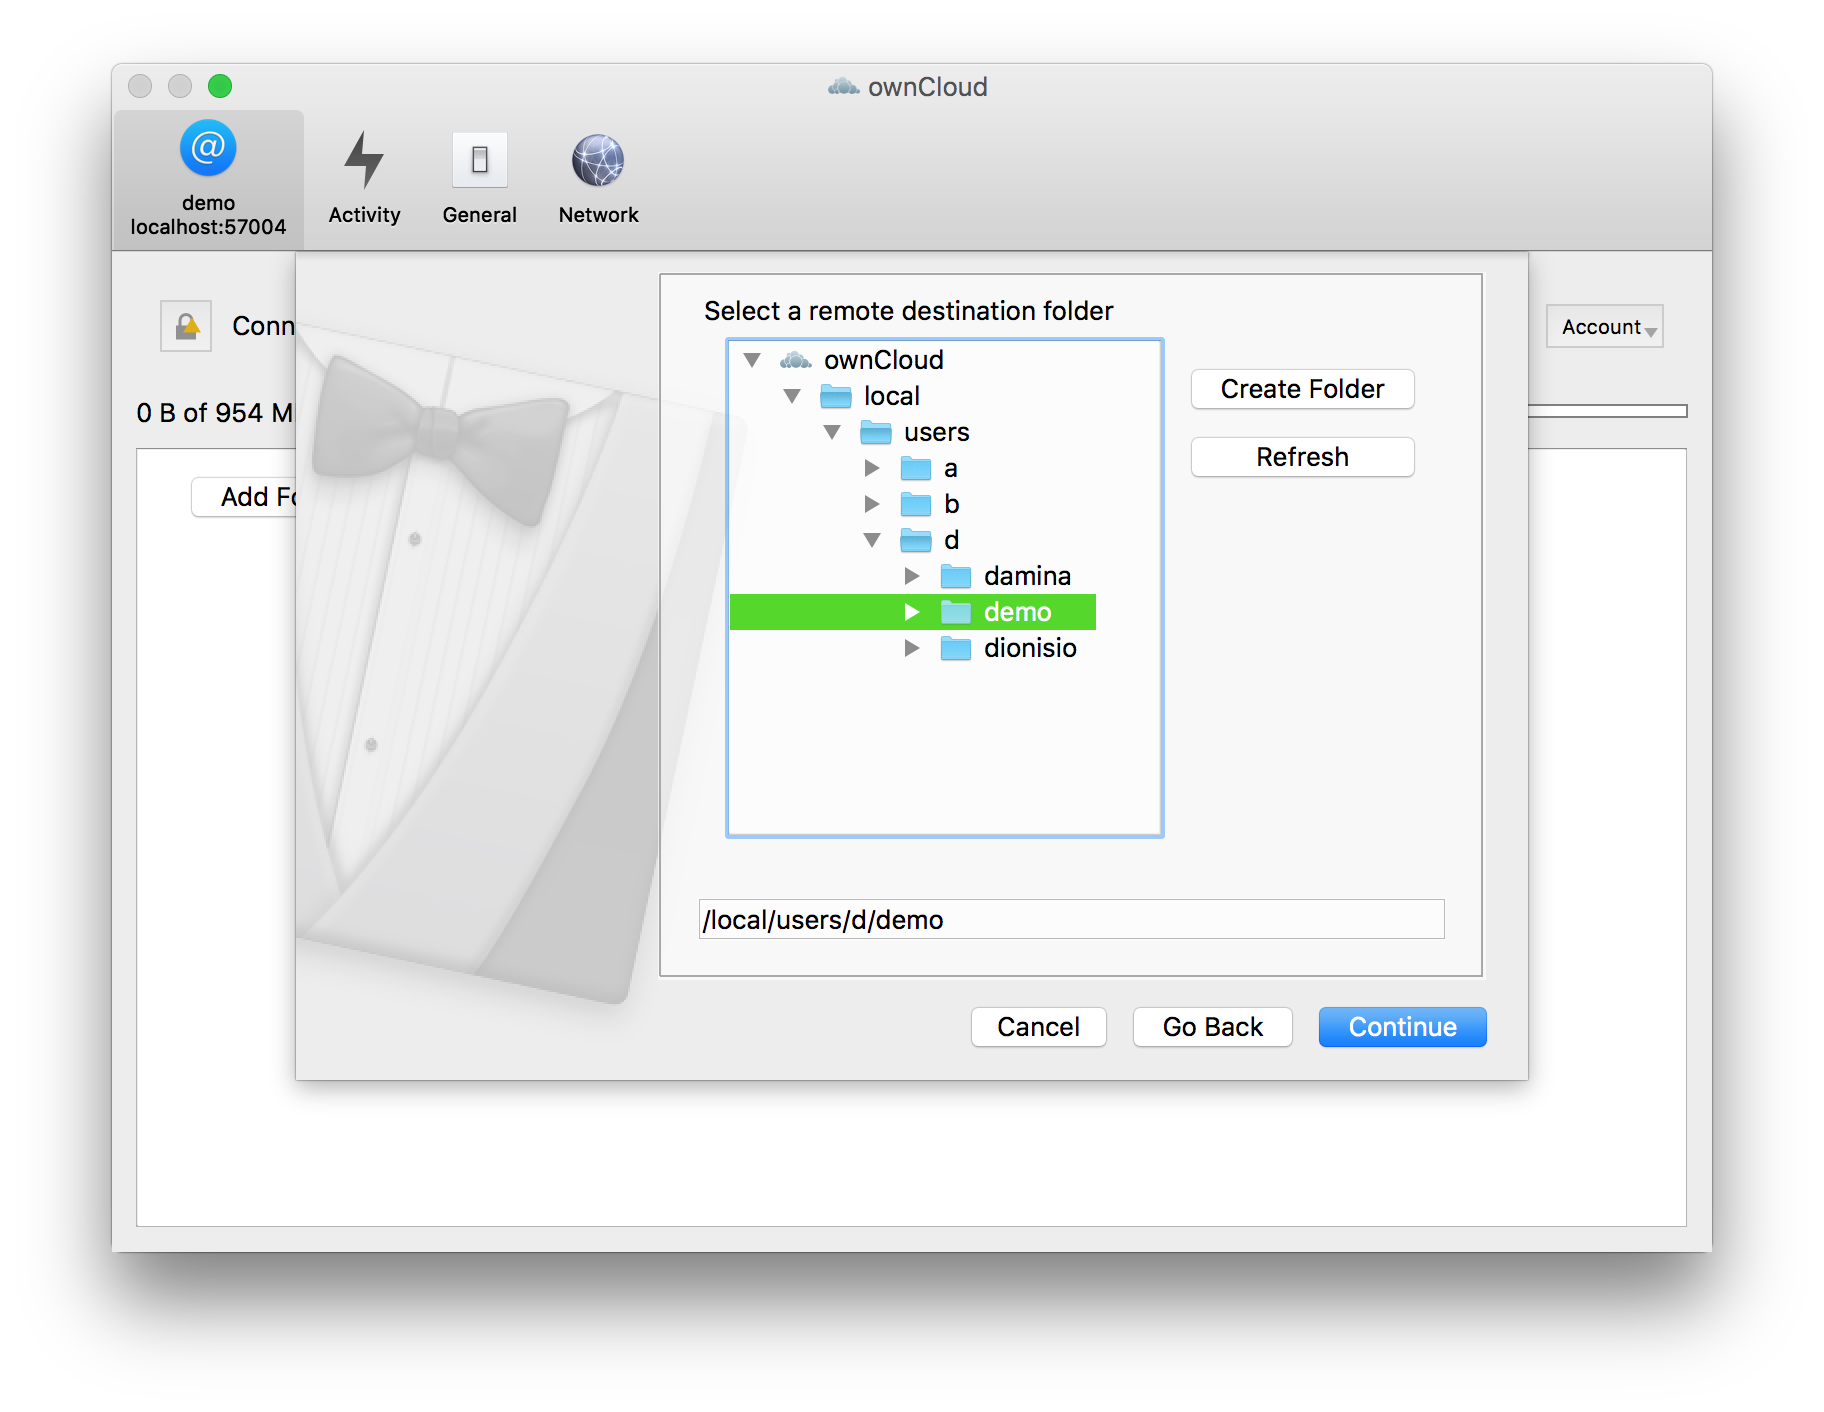 ownCloud
@
demo
localhost:57004
Activity
General
Network
Conn
Account
0 B of 954 M
Add Fo
Select a remote destination folder
ownCloud
local
users
a
b
d
damina
demo
dionisio
Create Folder
Refresh
/local/users/d/demo
Cancel
Go Back
Continue